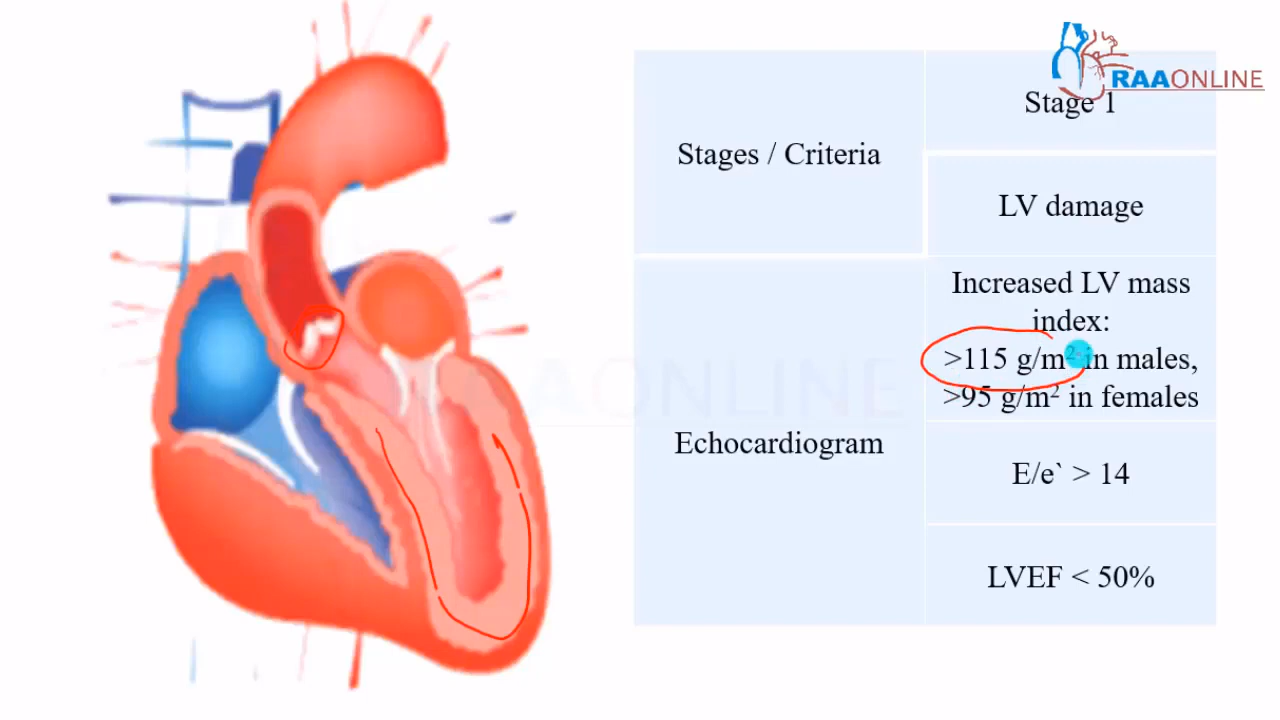 RAAONLINE
Stage 1
Stages / Criteria
LV damage
Increased LV mass
index:
>115 g/m² in males,
>95 g/m² in females
Echocardiogram
E/e` > 14
LVEF < 50%
RAAONLINE